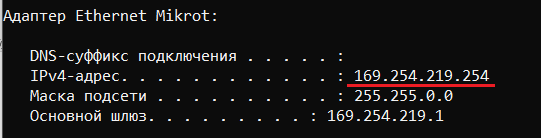 Адаптер Ethernet Mikrot:
DNS-суффикс подключения . . . . . :
IPv4-адрес. . . . . . . . . . . . : 169.254.219.254
Маска подсети . . . . . . . . . . : 255.255.0.0
Основной шлюз. . . . . . . . . : 169.254.219.1